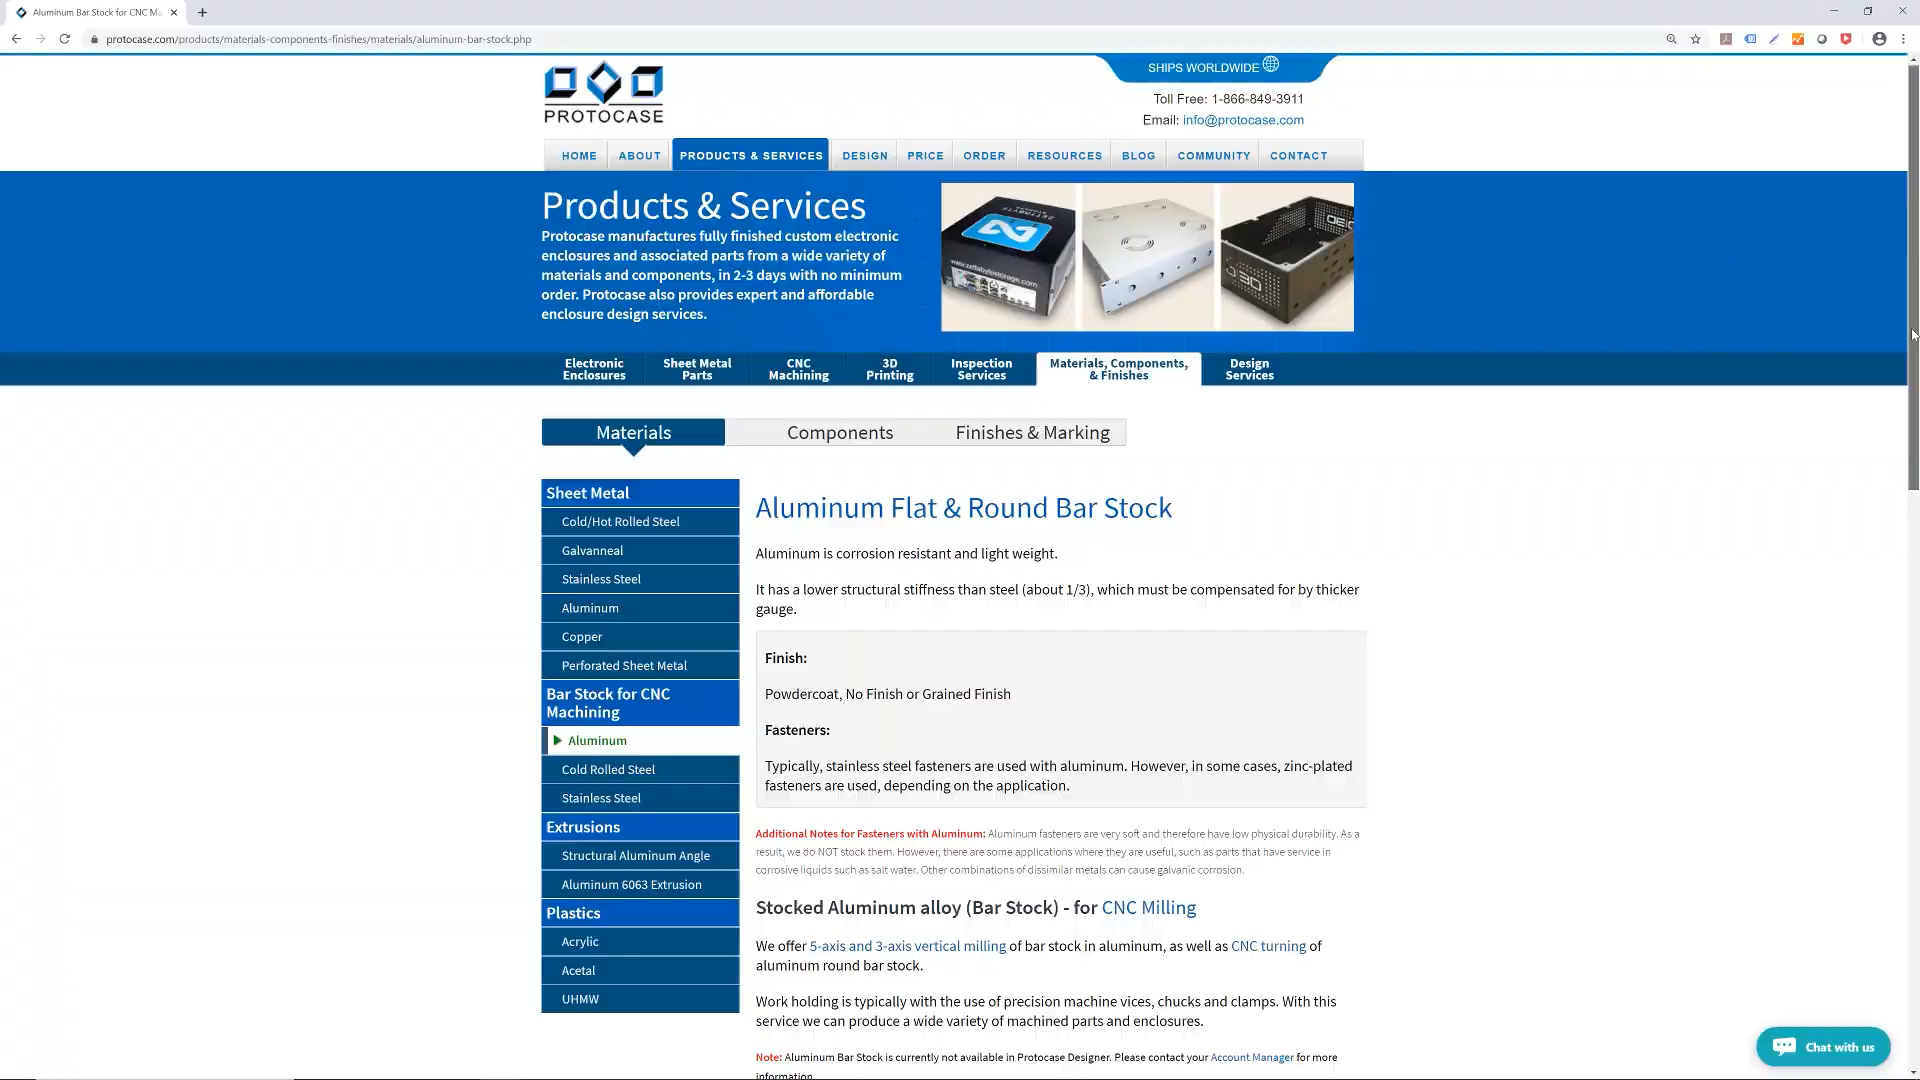 Aluminum Bar Stock for CNC Ma
protocase.com/products/materials-components-finishes/materials/aluminum-bar-stock.php
PROTOCASE
SHIPS WORLDWIDE
Toll Free: 1-866-849-3911
Email: info@protocase.com
HOME ABOUT PRODUCTS & SERVICES DESIGN PRICE ORDER RESOURCES BLOG COMMUNITY CONTACT
Products & Services
Protocase manufactures fully finished custom electronic
enclosures and associated parts from a wide variety of
materials and components, in 2-3 days with no minimum
order. Protocase also provides expert and affordable
enclosure design services.
www.zettabytestorage.com
Electronic Enclosures
Sheet Metal Parts
CNC Machining
3D Printing
Inspection Services
Materials, Components, & Finishes
Design Services
Materials Components Finishes & Marking
Sheet Metal
Cold/Hot Rolled Steel
Galvanneal
Stainless Steel
Aluminum
Copper
Perforated Sheet Metal
Bar Stock for CNC
Machining
Aluminum
Cold Rolled Steel
Stainless Steel
Extrusions
Structural Aluminum Angle
Aluminum 6063 Extrusion
Plastics
Acrylic
Acetal
UHMW
Aluminum Flat & Round Bar Stock
Aluminum is corrosion resistant and light weight.
It has a lower structural stiffness than steel (about 1/3), which must be compensated for by thicker
gauge.
Finish:
Powdercoat, No Finish or Grained Finish
Fasteners:
Typically, stainless steel fasteners are used with aluminum. However, in some cases, zinc-plated
fasteners are used, depending on the application.
Additional Notes for Fasteners with Aluminum: Aluminum fasteners are very soft and therefore have low physical durability. As a
result, we do NOT stock them. However, there are some applications where they are useful, such as parts that have service in
corrosive liquids such as salt water. Other combinations of dissimilar metals can cause galvanic corrosion.
Stocked Aluminum alloy (Bar Stock) - for CNC Milling
We offer 5-axis and 3-axis vertical milling of bar stock in aluminum, as well as CNC turning of
aluminum round bar stock.
Work holding is typically with the use of precision machine vices, chucks and clamps. With this
service we can produce a wide variety of machined parts and enclosures.
Note: Aluminum Bar Stock is currently not available in Protocase Designer. Please contact your Account Manager for more
information
Chat with us